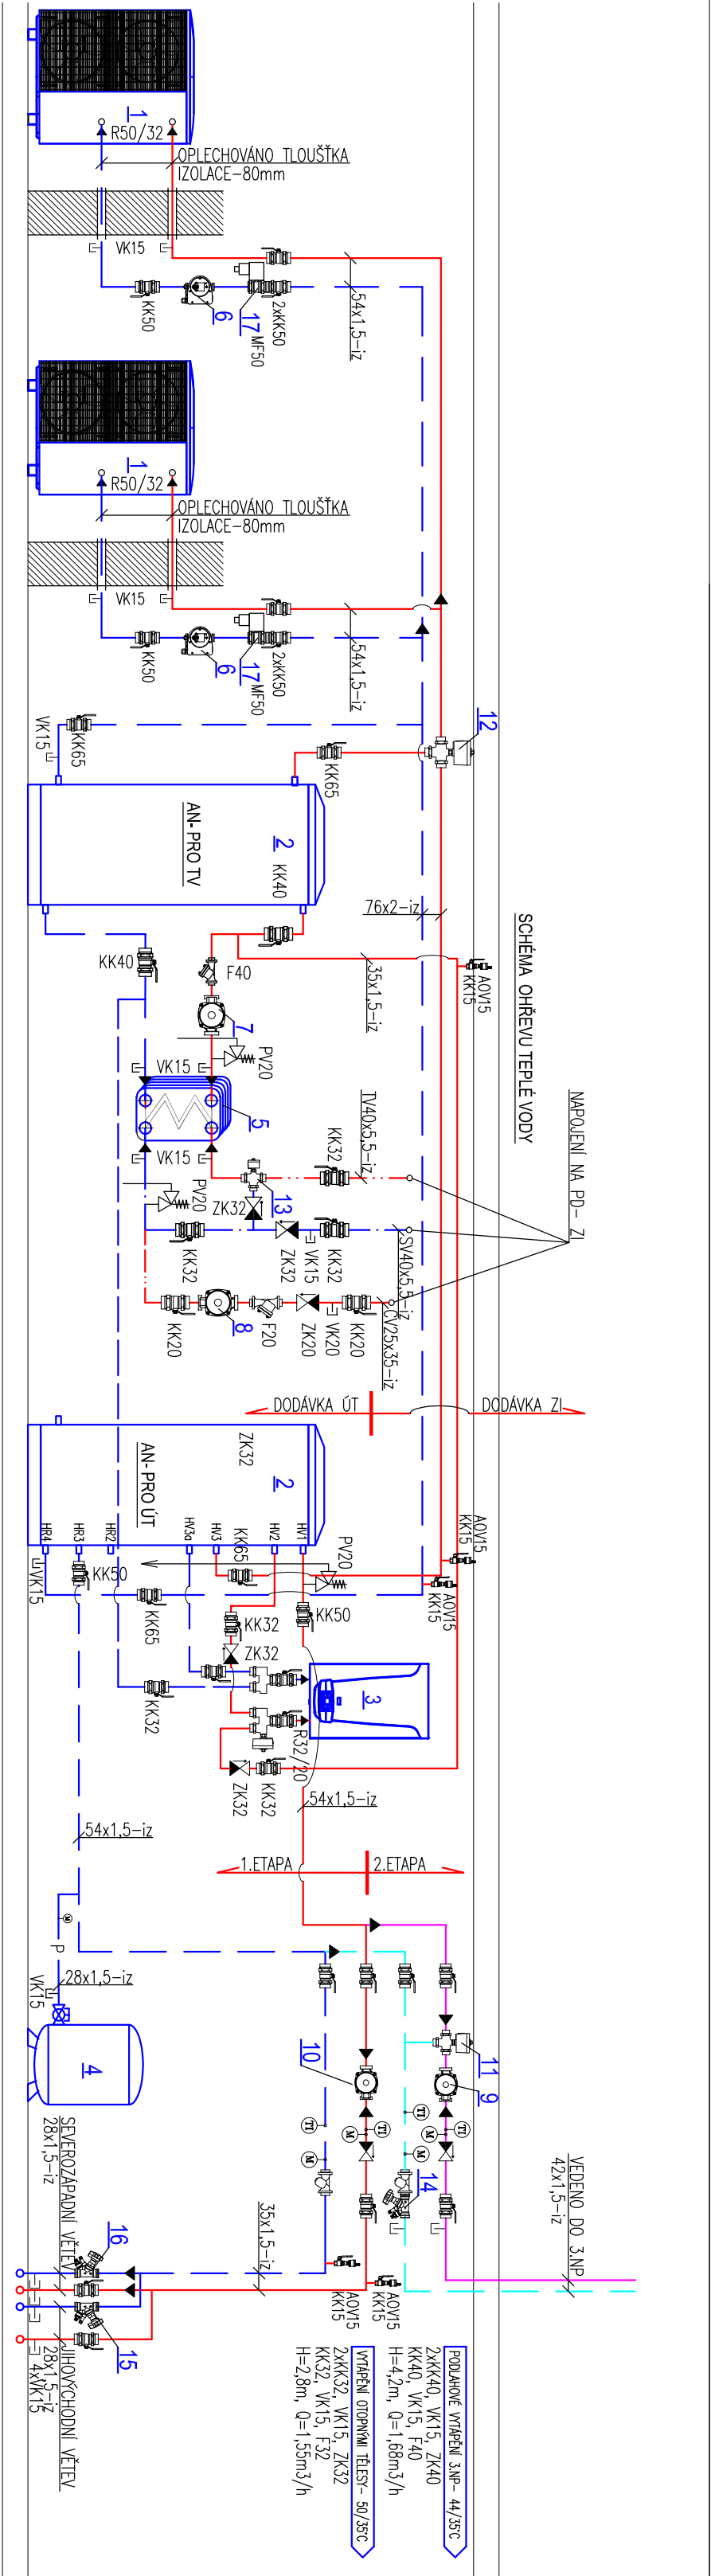 SCHÉMA OHŘEVU TEPLÉ VODY
1
R50/32
OPLECHOVÁNO TLOUŠŤKA
IZOLACE-80mm
VK15
KK50
6
17
MF50
2xKK50
54x1,5-iz
1
R50/32
OPLECHOVÁNO TLOUŠŤKA
IZOLACE-80mm
VK15
KK50
6
17
MF50
2xKK50
54x1,5-iz
12
KK65
VK15
KK65
AN- PRO TV
2
KK40
76x2-iz
KK40
F40
35x1,5-iz
AOV15
KK15
7
PV20
VK15
5
VK15
PV20
TV40x5,5-iz
KK32
13
ZK32
KK32
ZK32
VK15
KK32
SV40x5,5-iz
NAPOJENÍ NA PD- ZI
KK20
8
F20
ZK20
VK20
KK20
CV25x35-iz
DODÁVKA ÚT
DODÁVKA ZI
AN- PRO ÚT
ZK32
2
HR4
HR3
HR2
HV3a
HV3
HV2
HV1
VK15
KK50
KK65
KK65
PV20
KK50
KK32
ZK32
AOV15
KK15
AOV15
KK15
KK32
3
R32/20
ZK32
KK32
54x1,5-iz
54x1,5-iz
1.ETAPA
2.ETAPA
M
P
28x1,5-iz
VK15
4
10
11
9
TI
M
TI
M
TI
M
TI
M
14
VEDENO DO 3.NP
42x1,5-iz
SEVEROZÁPADNÍ VĚTEV
28x1,5-iz
16
35x1,5-iz
AOV15
KK15
AOV15
KK15
15
JIHOVÝCHODNÍ VĚTEV
28x1,5-iz
4xVK15
PODLAHOVÉ VYTÁPĚNÍ 3.NP- 44/35°C
2xKK40, VK15, ZK40
KK40, VK15, F40
H=4,2m, Q=1,68m3/h
VYTÁPĚNÍ OTOPNÝMI TĚLESY- 50/35°C
2xKK32, VK15, ZK32
KK32, VK15, F32
H=2,8m, Q=1,55m3/h